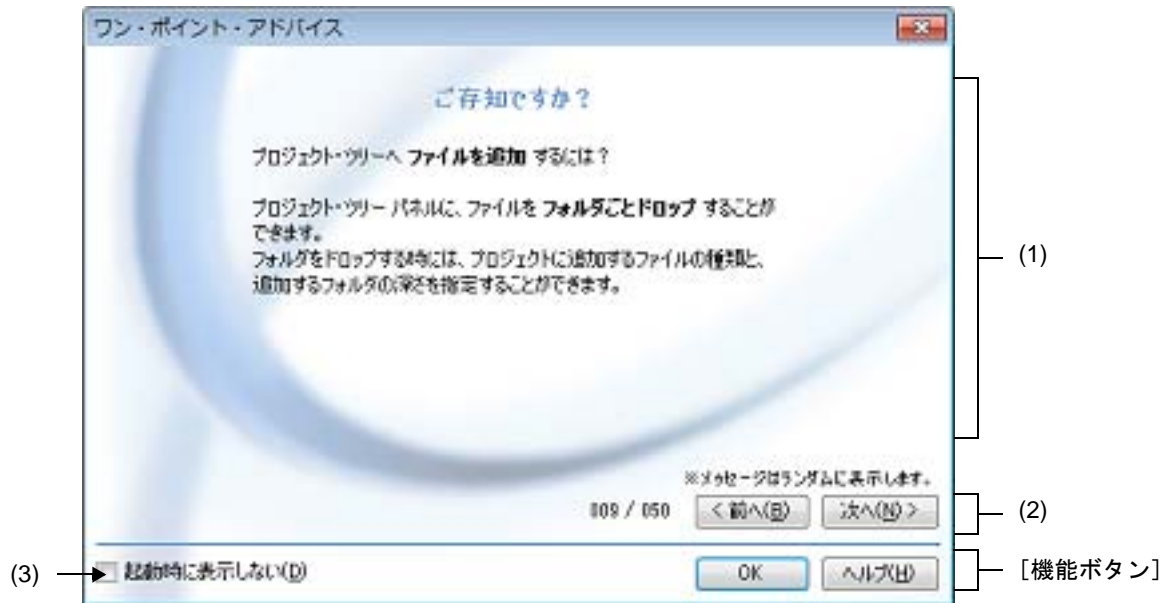 ワン・ポイント・アドバイス
ご存知ですか？
プロジェクト・ツリーへ ファイルを追加 するには？
プロジェクト・ツリー パネルに、ファイルを フォルダごとドロップ することが
できます。
フォルダをドロップする時には、プロジェクトに追加するファイルの種類と、
追加するフォルダの深さを指定することができます。
(1)
※メッセージはランダムに表示します。
009 / 050
< 前へ(B)
次へ(N) >
(2)
(3)
起動時に表示しない(D)
OK
ヘルプ(H)
［機能ボタン］